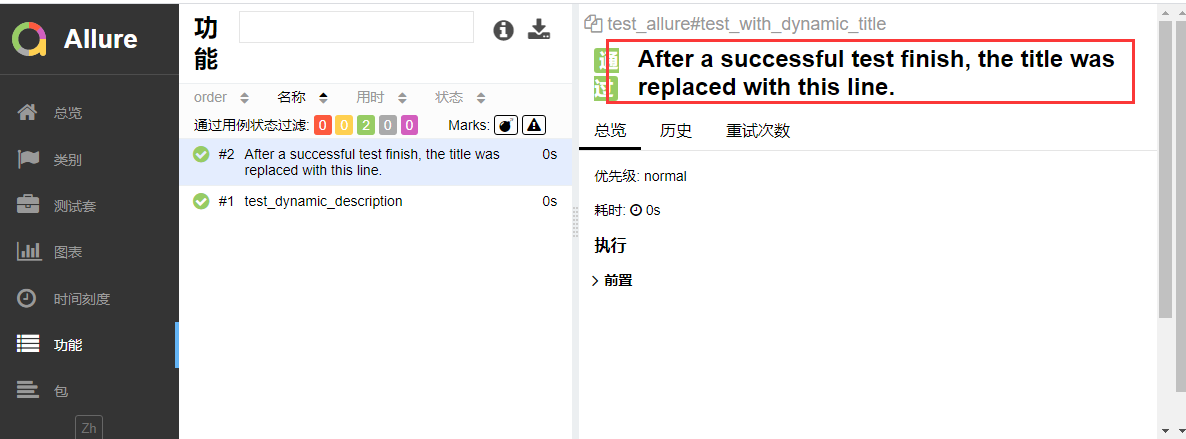 Allure
总览
类别
测试套
图表
时间刻度
功能
包
Zh
功
能
order 名称 用时 状态
通过用例状态过滤: 0 0 2 0 0 Marks:
#2 After a successful test finish, the title was 0s
replaced with this line.
#1 test_dynamic_description 0s
test_allure#test_with_dynamic_title
通 After a successful test finish, the title was
过 replaced with this line.
总览 历史 重试次数
优先级: normal
耗时: 0s
执行
前置